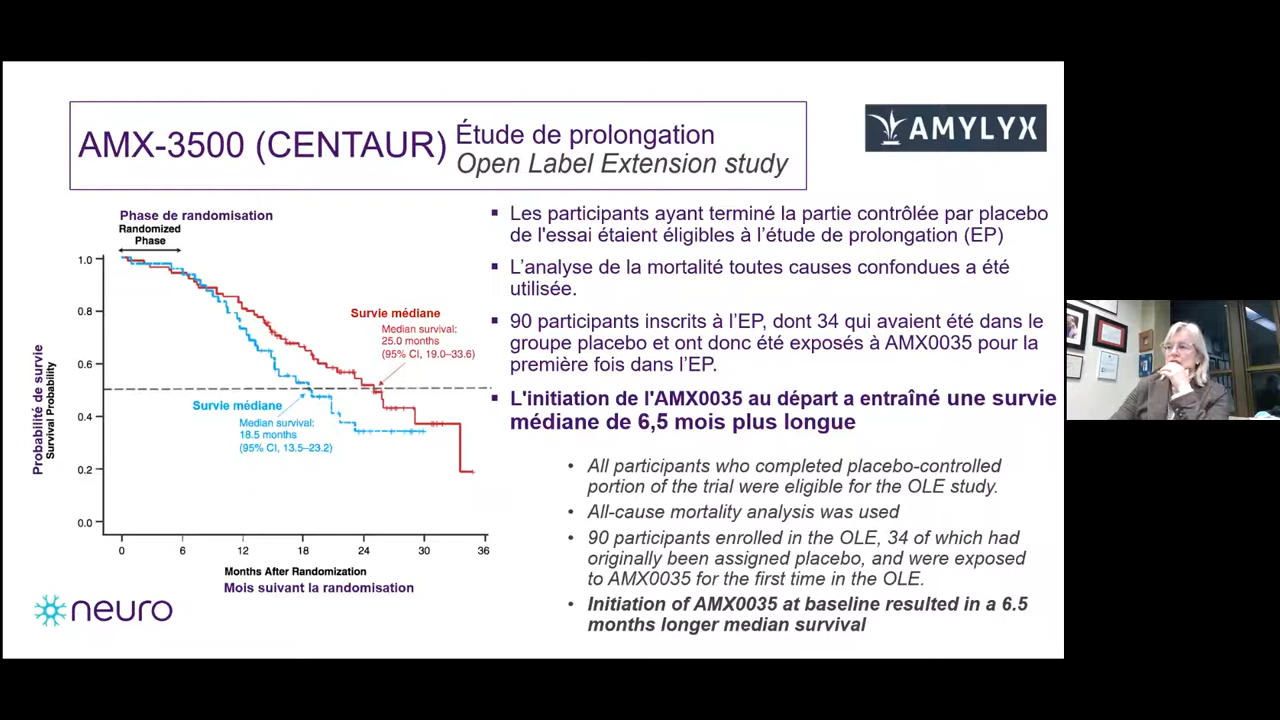 AMX-3500 (CENTAUR)
Étude de prolongation
Open Label Extension study
AMYLYX
Phase de randomisation
Randomized
Phase
1.0
0.8
0.6
0.4
0.2
0.0
Probabilité de survie
Survival Probability
Survie médiane
Median survival:
25.0 months
(95% CI, 19.0–33.6)
Survie médiane
Median survival:
18.5 months
(95% CI, 13.5–23.2)
0 6 12 18 24 30 36
Months After Randomization
Mois suivant la randomisation
neuro
▪ Les participants ayant terminé la partie contrôlée par placebo
de l'essai étaient éligibles à l’étude de prolongation (EP)
▪ L’analyse de la mortalité toutes causes confondues a été
utilisée.
▪ 90 participants inscrits à l’EP, dont 34 qui avaient été dans le
groupe placebo et ont donc été exposés à AMX0035 pour la
première fois dans l’EP.
▪ L'initiation de l'AMX0035 au départ a entraîné une survie
médiane de 6,5 mois plus longue
• All participants who completed placebo-controlled
portion of the trial were eligible for the OLE study.
• All-cause mortality analysis was used
• 90 participants enrolled in the OLE, 34 of which had
originally been assigned placebo, and were exposed
to AMX0035 for the first time in the OLE.
• Initiation of AMX0035 at baseline resulted in a 6.5
months longer median survival